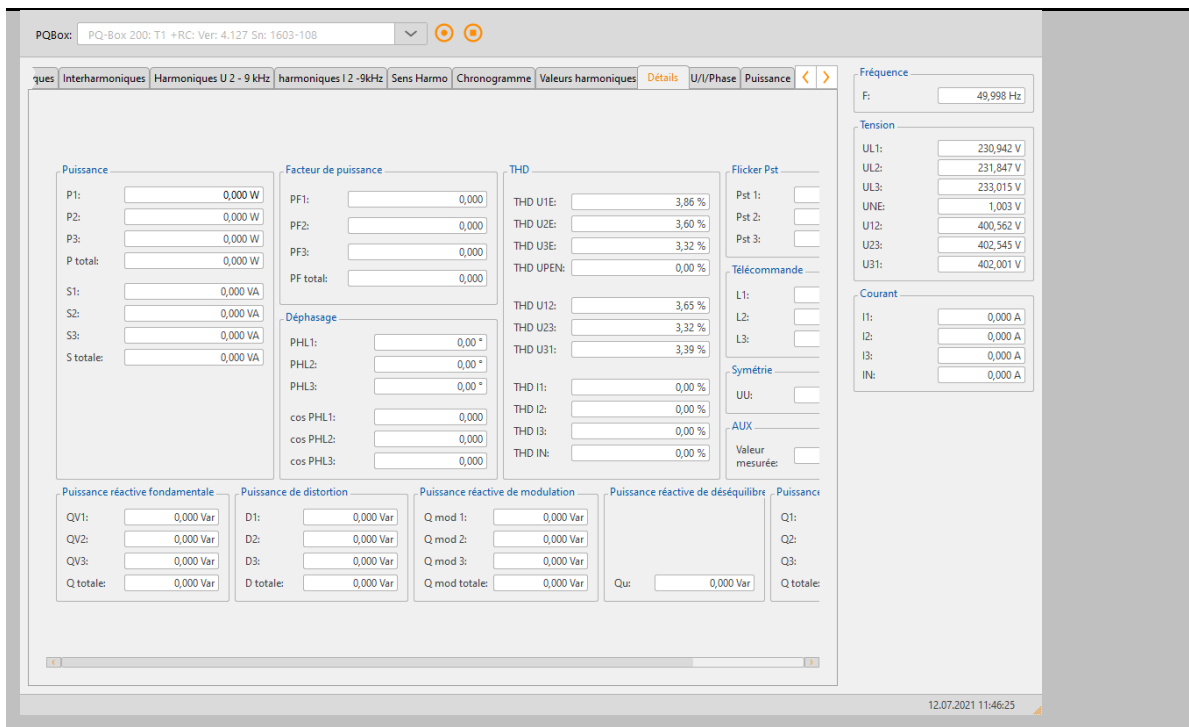 PQBox: PQ-Box 200: T1 +RC: Ver: 4.127 Sn: 1603-108
ques Interharmoniques Harmoniques U 2 - 9 kHz harmoniques I 2 -9kHz Sens Harmo Chronogramme Valeurs harmoniques Détails U/I/Phase Puissance
Puissance
P1: 0,000 W
P2: 0,000 W
P3: 0,000 W
P total: 0,000 W
S1: 0,000 VA
S2: 0,000 VA
S3: 0,000 VA
S totale: 0,000 VA
Facteur de puissance
PF1: 0,000
PF2: 0,000
PF3: 0,000
PF total: 0,000
Déphasage
PHL1: 0,00 °
PHL2: 0,00 °
PHL3: 0,00 °
cos PHL1: 0,000
cos PHL2: 0,000
cos PHL3: 0,000
THD
THD U1E: 3,86 %
THD U2E: 3,60 %
THD U3E: 3,32 %
THD UPEN: 0,00 %
THD U12: 3,65 %
THD U23: 3,32 %
THD U31: 3,39 %
THD I1: 0,00 %
THD I2: 0,00 %
THD I3: 0,00 %
THD IN: 0,00 %
Flicker Pst
Pst 1:
Pst 2:
Pst 3:
Télécommande
L1:
L2:
L3:
Symétrie
UU:
AUX
Valeur
mesurée:
Puissance réactive fondamentale
QV1: 0,000 Var
QV2: 0,000 Var
QV3: 0,000 Var
Q totale: 0,000 Var
Puissance de distortion
D1: 0,000 Var
D2: 0,000 Var
D3: 0,000 Var
D totale: 0,000 Var
Puissance réactive de modulation
Q mod 1: 0,000 Var
Q mod 2: 0,000 Var
Q mod 3: 0,000 Var
Q mod totale: 0,000 Var
Puissance réactive de déséquilibre
Qu: 0,000 Var
Puissance
Q1:
Q2:
Q3:
Q totale:
Fréquence
F: 49,998 Hz
Tension
UL1: 230,942 V
UL2: 231,847 V
UL3: 233,015 V
UNE: 1,003 V
U12: 400,562 V
U23: 402,545 V
U31: 402,001 V
Courant
I1: 0,000 A
I2: 0,000 A
I3: 0,000 A
IN: 0,000 A
12.07.2021 11:46:25